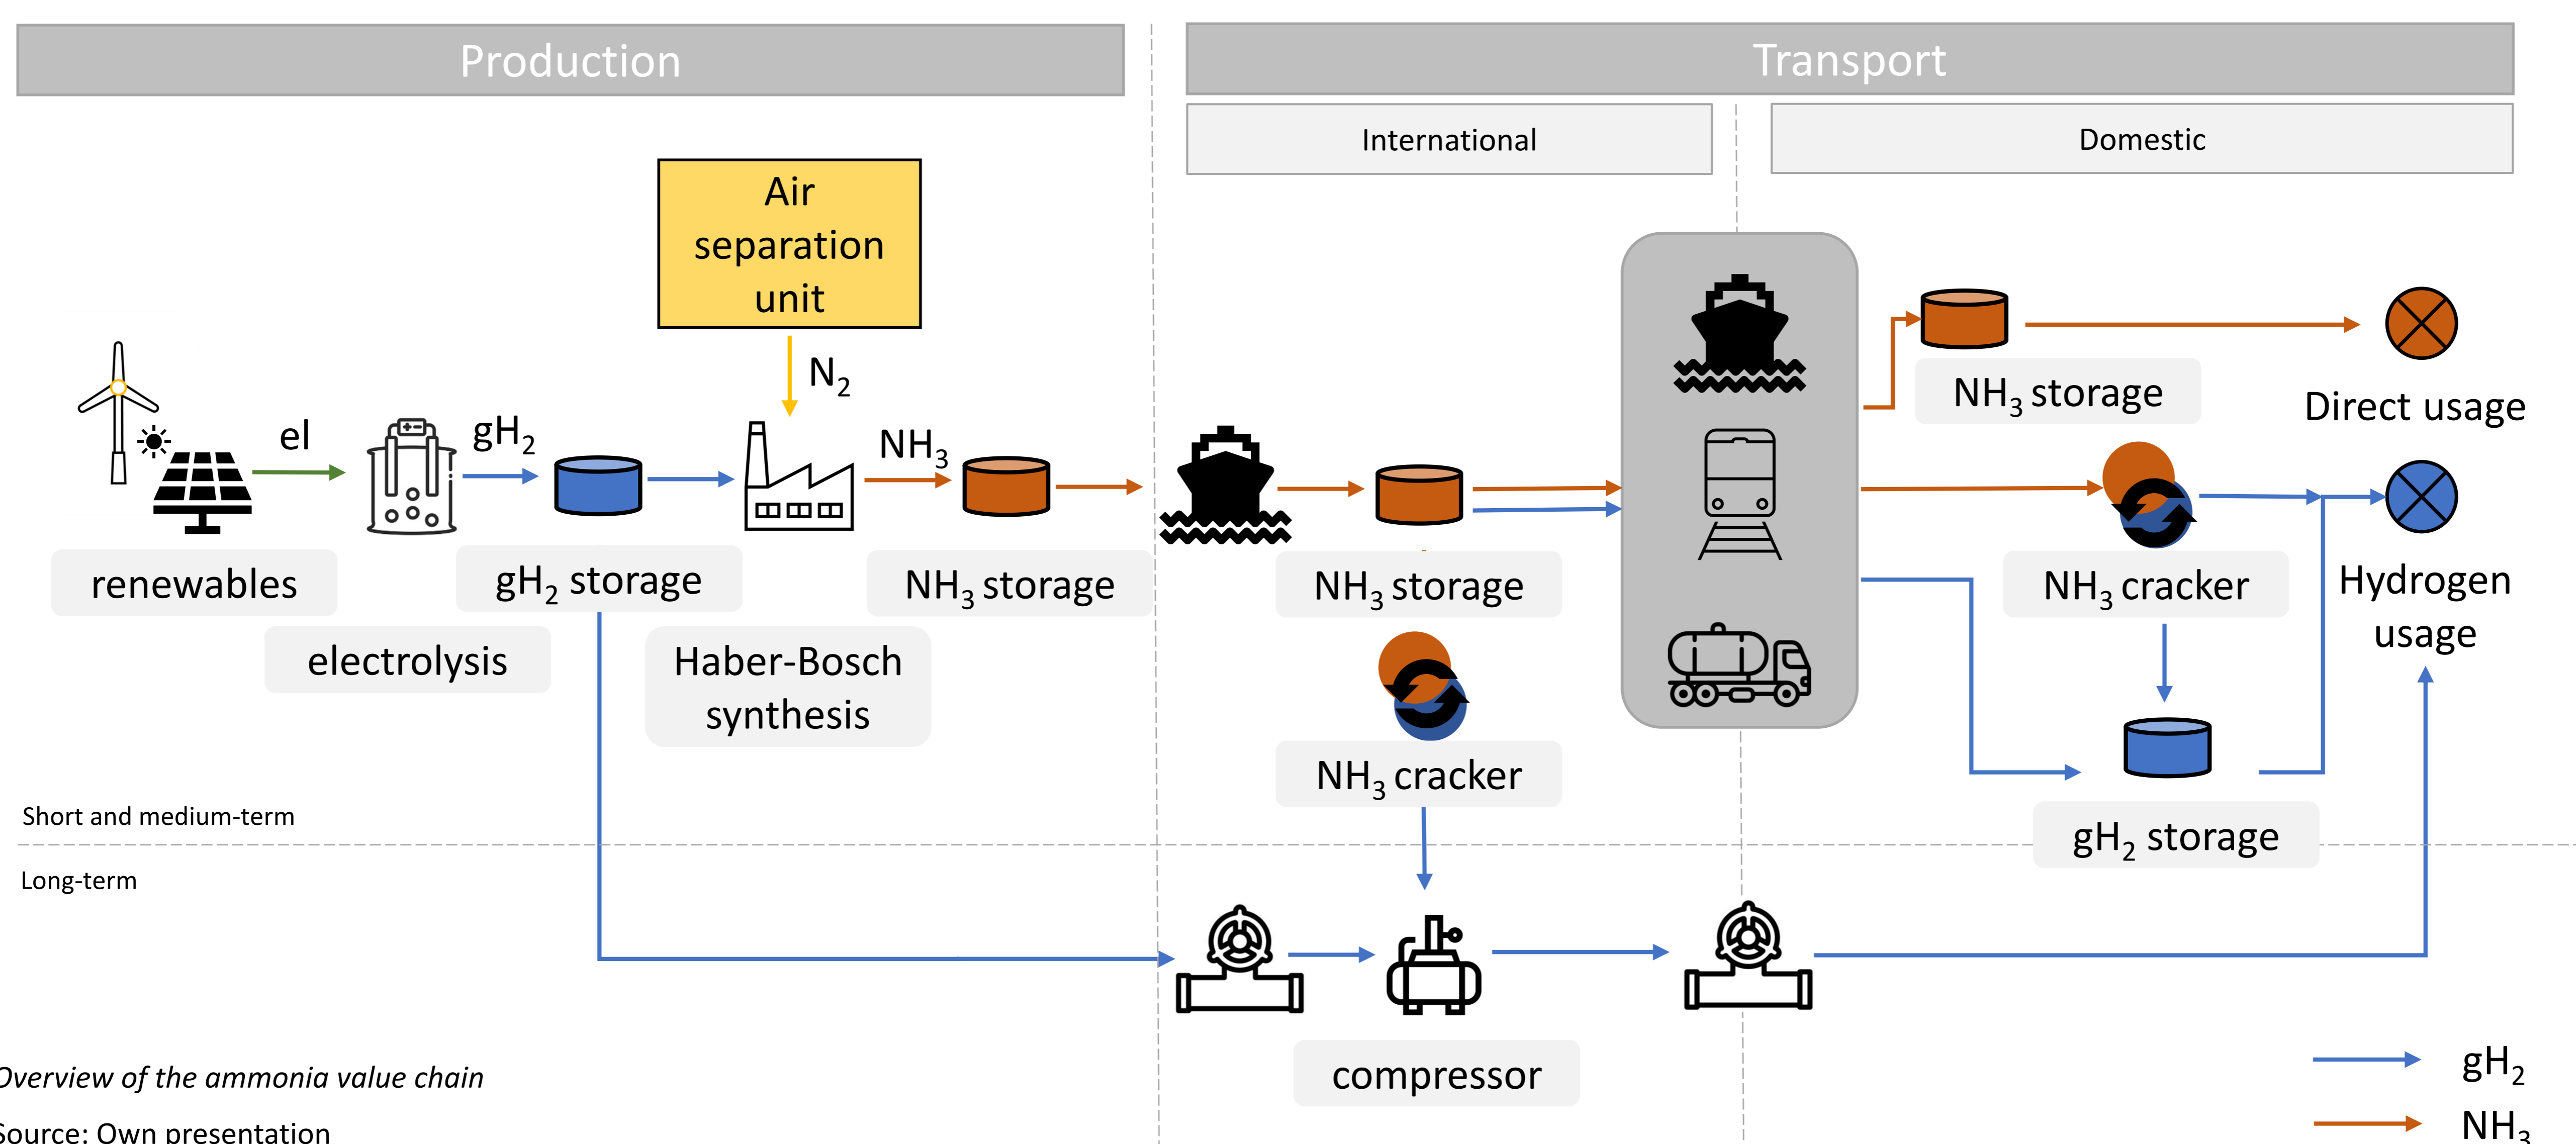 Production
Transport
International
Domestic
Air
separation
unit
N₂
el
gH₂
NH₃
NH₃ storage
Direct usage
renewables
gH₂ storage
NH₃ storage
NH₃ storage
NH₃ cracker
Hydrogen
usage
electrolysis
Haber-Bosch
synthesis
NH₃ cracker
Short and medium-term
gH₂ storage
Long-term
compressor
Overview of the ammonia value chain
gH₂
Source: Own presentation
NH₃